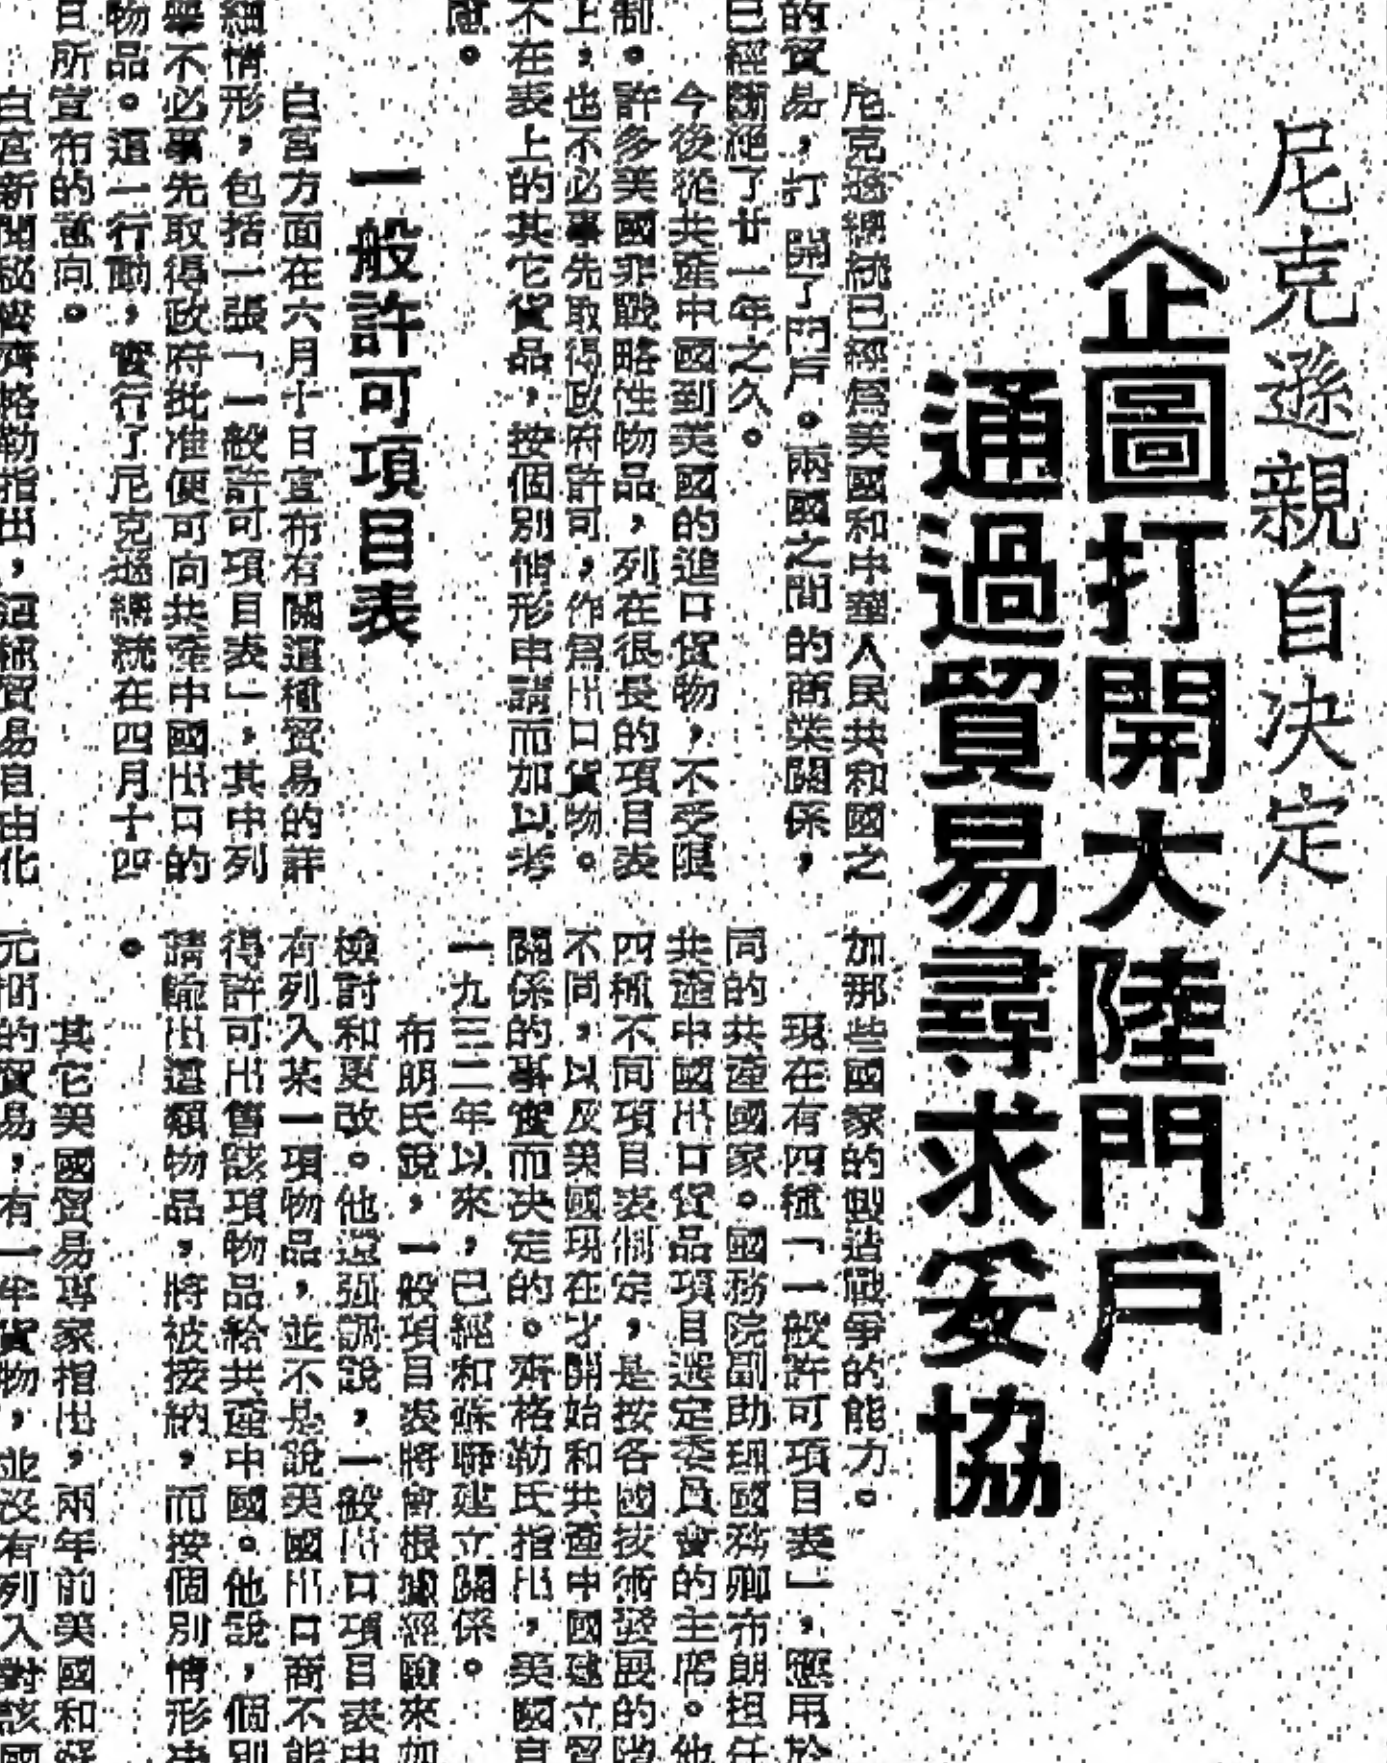 尼克遜親自決定
企圖打開大陸門戶
通過貿易尋求妥協
尼克遜總統已經爲美國和中華人民共和國之
的貿易，打開了門戶。兩國之間的商業關係，
已經斷絕了廿一年之久。
今後從共產中國到美國的進口貨物，不受限
制。許多美國非戰略性物品，列在很長的項目表
上，也不必事先取得政府許可，作爲出口貨物。
不在表上的其它貨品，按個別情形申請而加以考
慮。
一般許可項目表
白宮方面在六月十日宣布有關這種貿易的詳
細情形，包括一張「一般許可項目表」，其中列
舉不必事先取得政府批准便可向共產中國出口的
物品。這一行動，實行了尼克遜總統在四月十四
日所宣布的意向。
白宮新聞秘書齊格勒指出，這種貿易自由化
加那些國家的製造戰爭的能力。
現在有四種「一般許可項目表」，應用於
同的共產國家。國務院副助理國務卿布朗担任
共產中國出口貨品項目選定委員會的主席。他
四種不同項目表制定，是按各國技術發展的
不同，以及美國現在才開始和共產中國建立貿
關係的事實而決定的。齊格勒氏指出，美國自
一九三三年以來，已經和蘇聯建立關係。
布朗氏說，一般項目表將會根據經驗來加
檢討和更改。他還强調說，一般出口項目表中
有列入某一項物品，並不是說美國出口商不能
得許可出售該項物品給共產中國。他說，個別
請輸出這類物品，將被接納，而按個別情形決
。
其它美國貿易專家指出，兩年前美國和蘇
元的貿易，有一半貨物，並沒有列入對該國